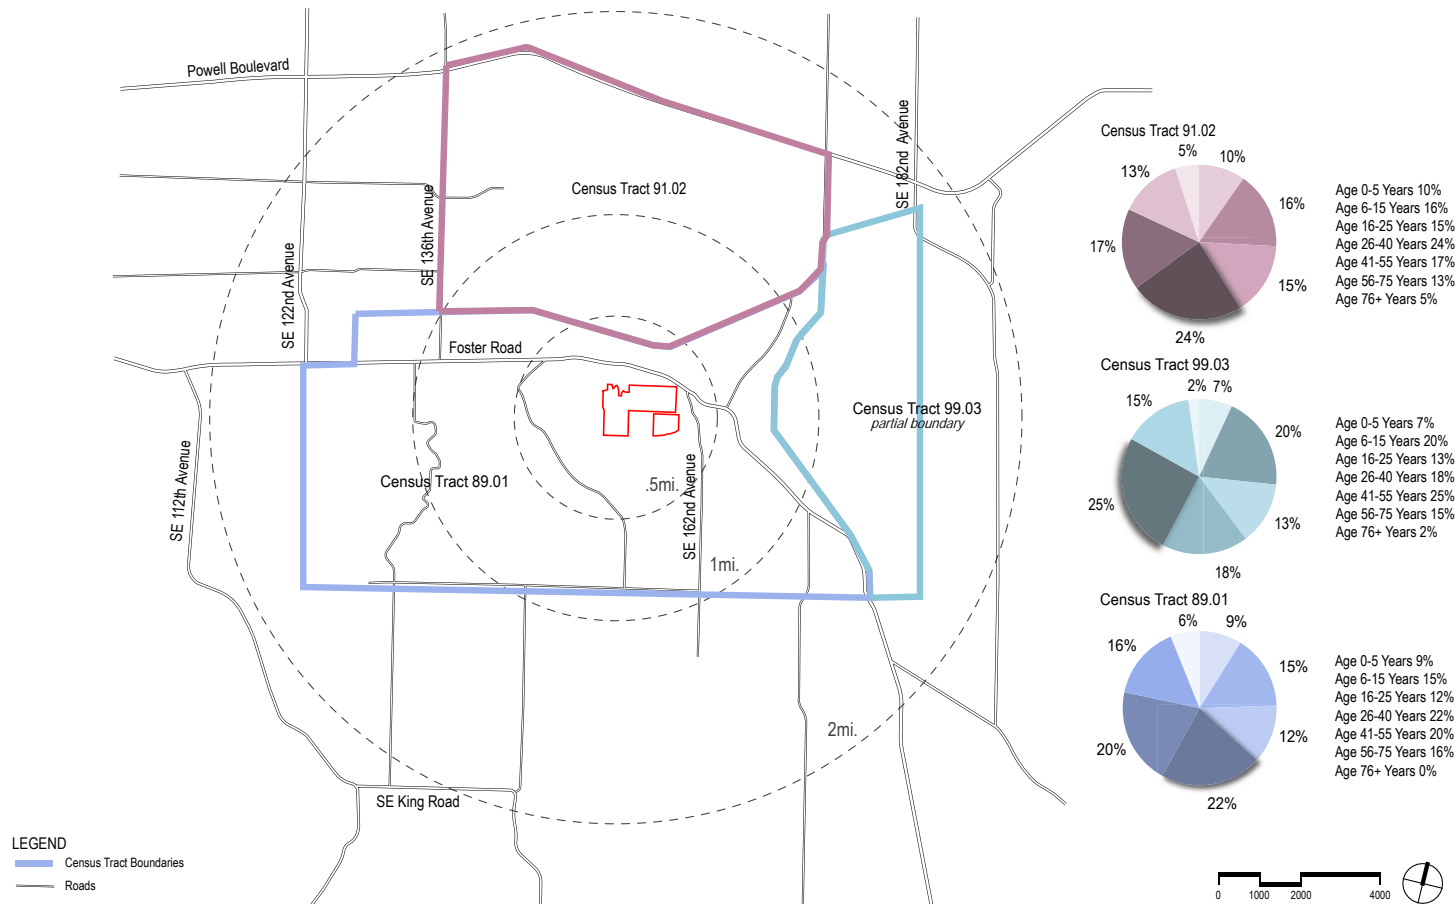 Powell Boulevard
SE 182nd Avenue
Census Tract 91.02
SE 136th Avenue
SE 122nd Avenue
Foster Road
Census Tract 99.03
partial boundary
Census Tract 89.01
.5mi.
SE 112th Avenue
SE 162nd Avenue
1mi.
2mi.
SE King Road
LEGEND
Census Tract Boundaries
Roads
Census Tract 91.02
5%
10%
13%
16%
17%
15%
24%
Age 0-5 Years 10%
Age 6-15 Years 16%
Age 16-25 Years 15%
Age 26-40 Years 24%
Age 41-55 Years 17%
Age 56-75 Years 13%
Age 76+ Years 5%
Census Tract 99.03
2%
7%
15%
20%
25%
13%
18%
Age 0-5 Years 7%
Age 6-15 Years 20%
Age 16-25 Years 13%
Age 26-40 Years 18%
Age 41-55 Years 25%
Age 56-75 Years 15%
Age 76+ Years 2%
Census Tract 89.01
6%
9%
16%
15%
20%
12%
22%
Age 0-5 Years 9%
Age 6-15 Years 15%
Age 16-25 Years 12%
Age 26-40 Years 22%
Age 41-55 Years 20%
Age 56-75 Years 16%
Age 76+ Years 0%
0 1000 2000 4000